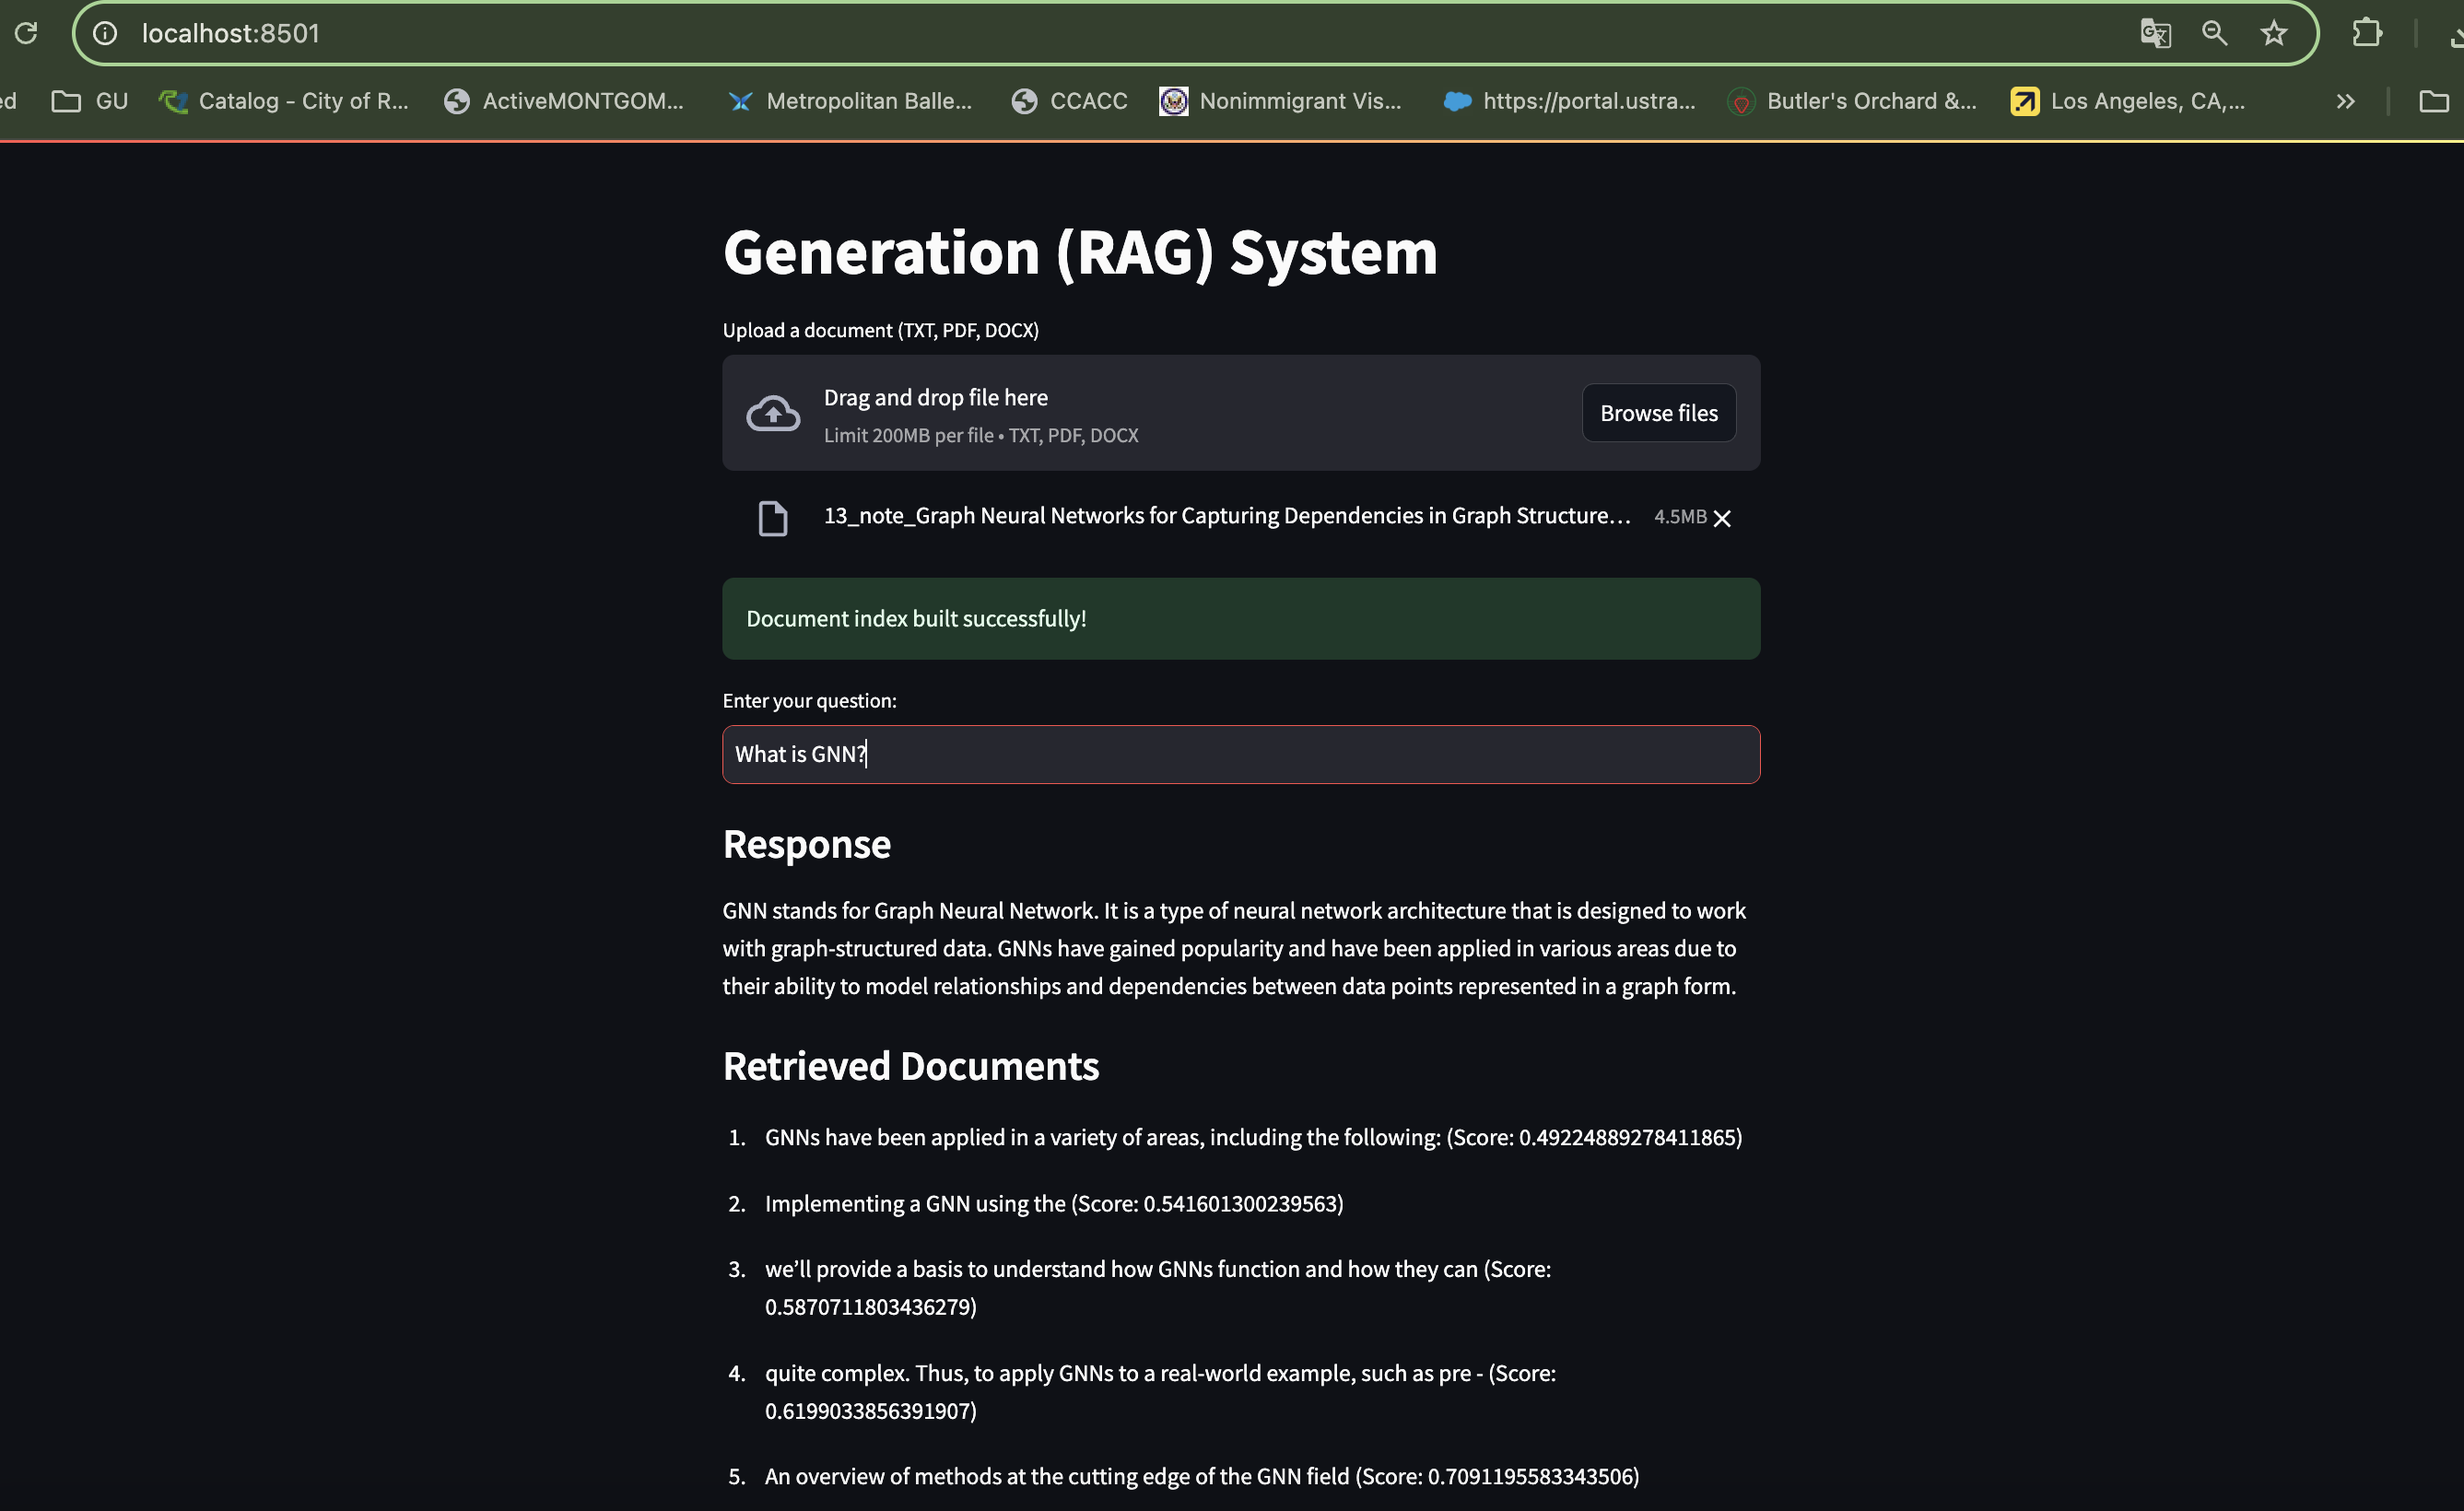 localhost:8501
ed GU Catalog - City of R... ActiveMONTGOM... Metropolitan Balle... CCACC Nonimmigrant Vis... https://portal.ustra... Butler's Orchard &... Los Angeles, CA,...
Generation (RAG) System
Upload a document (TXT, PDF, DOCX)
Drag and drop file here
Limit 200MB per file • TXT, PDF, DOCX
Browse files
13_note_Graph Neural Networks for Capturing Dependencies in Graph Structure... 4.5MB
Document index built successfully!
Enter your question:
What is GNN?
Response
GNN stands for Graph Neural Network. It is a type of neural network architecture that is designed to work
with graph-structured data. GNNs have gained popularity and have been applied in various areas due to
their ability to model relationships and dependencies between data points represented in a graph form.
Retrieved Documents
1. GNNs have been applied in a variety of areas, including the following: (Score: 0.49224889278411865)
2. Implementing a GNN using the (Score: 0.541601300239563)
3. we’ll provide a basis to understand how GNNs function and how they can (Score:
0.5870711803436279)
4. quite complex. Thus, to apply GNNs to a real-world example, such as pre - (Score:
0.6199033856391907)
5. An overview of methods at the cutting edge of the GNN field (Score: 0.7091195583343506)